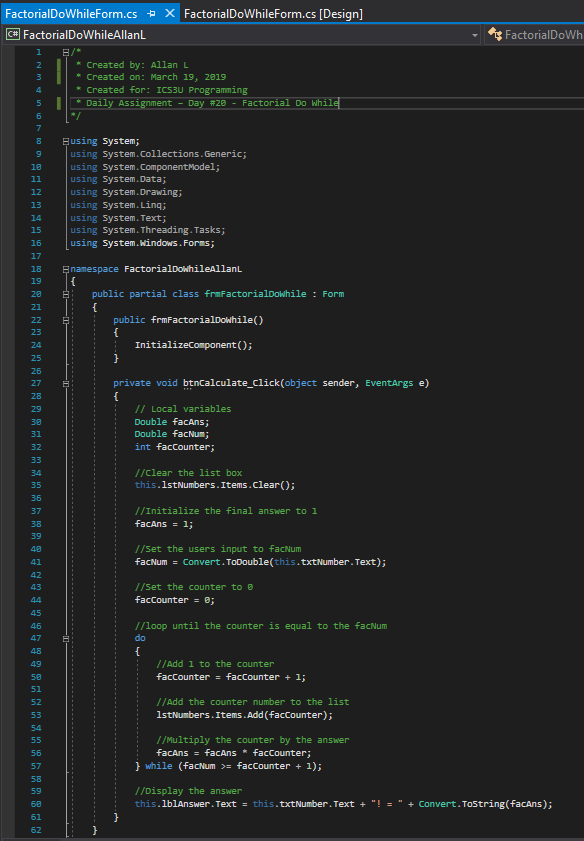 FactorialDoWhileForm.cs FactorialDoWhileForm.cs [Design]
C# FactorialDoWhileAllanL FactorialDoWh
1 /*
2 * Created by: Allan L
3 * Created on: March 19, 2019
4 * Created for: ICS3U Programming
5 * Daily Assignment – Day #20 - Factorial Do While
6 */
7
8 using System;
9 using System.Collections.Generic;
10 using System.ComponentModel;
11 using System.Data;
12 using System.Drawing;
13 using System.Linq;
14 using System.Text;
15 using System.Threading.Tasks;
16 using System.Windows.Forms;
17
18 namespace FactorialDoWhileAllanL
19 {
20 public partial class frmFactorialDoWhile : Form
21 {
22 public frmFactorialDoWhile()
23 {
24 InitializeComponent();
25 }
26
27 private void btnCalculate_Click(object sender, EventArgs e)
28 {
29 // Local variables
30 Double facAns;
31 Double facNum;
32 int facCounter;
33
34 //Clear the list box
35 this.lstNumbers.Items.Clear();
36
37 //Initialize the final answer to 1
38 facAns = 1;
39
40 //Set the users input to facNum
41 facNum = Convert.ToDouble(this.txtNumber.Text);
42
43 //Set the counter to 0
44 facCounter = 0;
45
46 //loop until the counter is equal to the facNum
47 do
48 {
49 //Add 1 to the counter
50 facCounter = facCounter + 1;
51
52 //Add the counter number to the list
53 lstNumbers.Items.Add(facCounter);
54
55 //Multiply the counter by the answer
56 facAns = facAns * facCounter;
57 } while (facNum >= facCounter + 1);
58
59 //Display the answer
60 this.lblAnswer.Text = this.txtNumber.Text + "! = " + Convert.ToString(facAns);
61 }
62 }